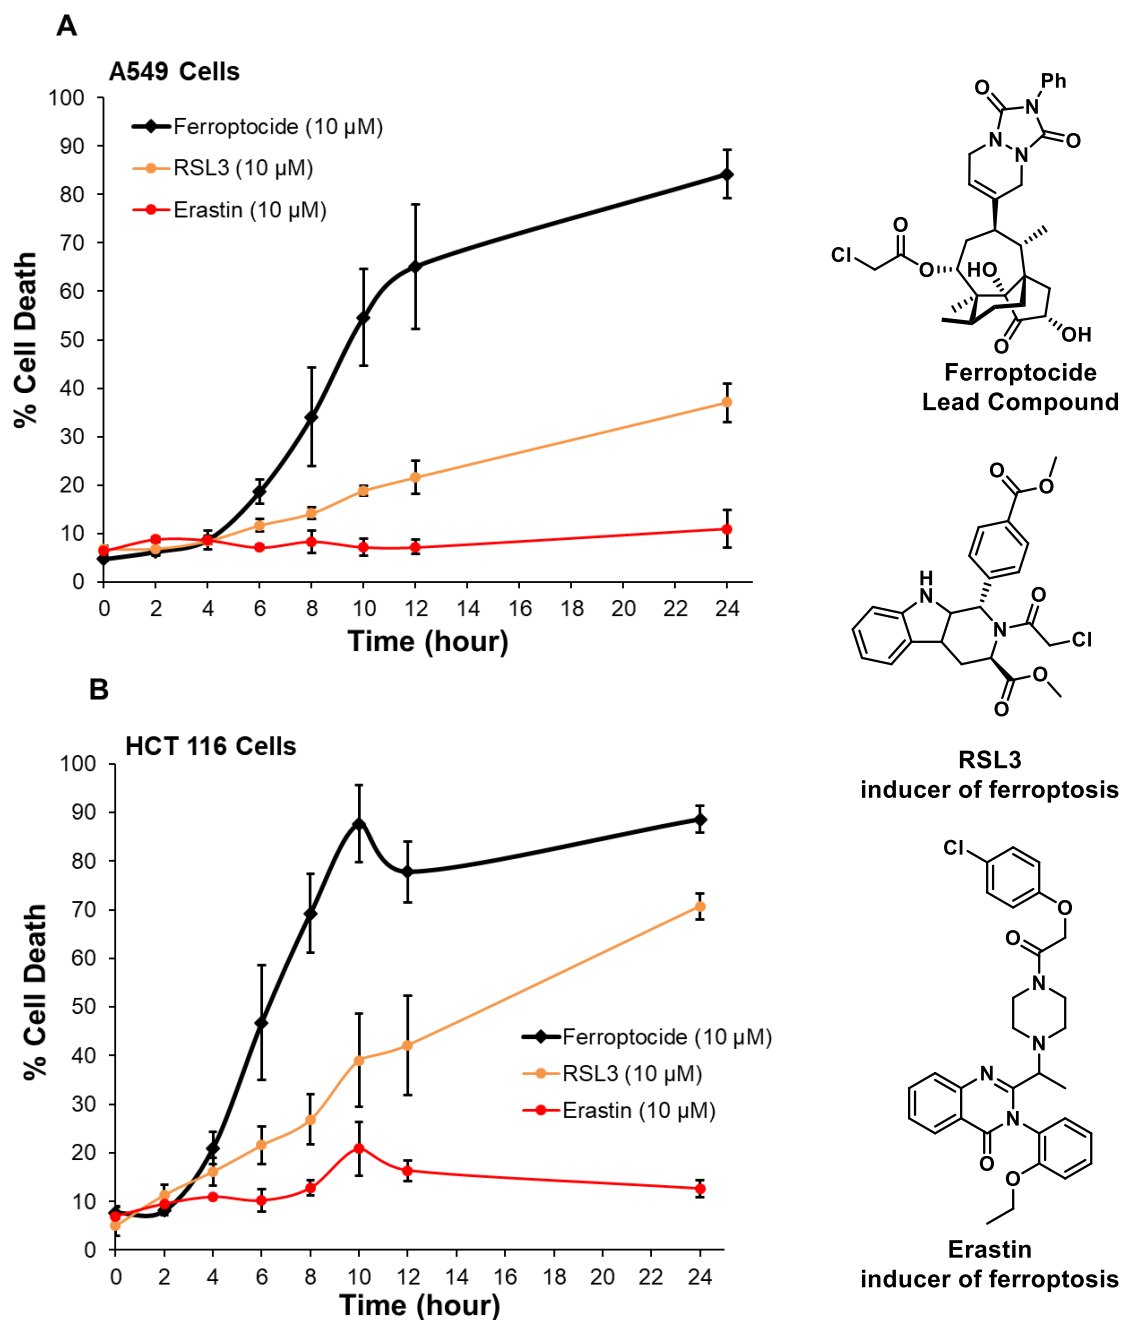 A
A549 Cells
100
90
80
70
60
50
40
30
20
10
0
% Cell Death
Ferroptocide (10 µM)
RSL3 (10 µM)
Erastin (10 µM)
0 2 4 6 8 10 12 14 16 18 20 22 24
Time (hour)
O
N
Ph
O
N
N
O
Cl
O
HO
O
OH
Ferroptocide
Lead Compound
O
O
H
N
O
N
Cl
O
O
RSL3
inducer of ferroptosis
B
HCT 116 Cells
100
90
80
70
60
50
40
30
20
10
0
% Cell Death
Ferroptocide (10 µM)
RSL3 (10 µM)
Erastin (10 µM)
0 2 4 6 8 10 12 14 16 18 20 22 24
Time (hour)
Cl
O
O
N
N
N
N
O
O
Erastin
inducer of ferroptosis